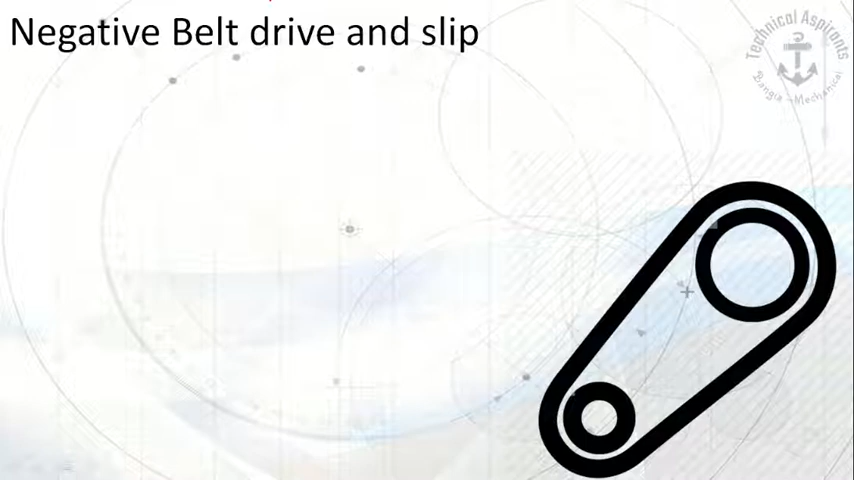 Negative Belt drive and slip
Technical Aspirants
Bangla - Mechanical